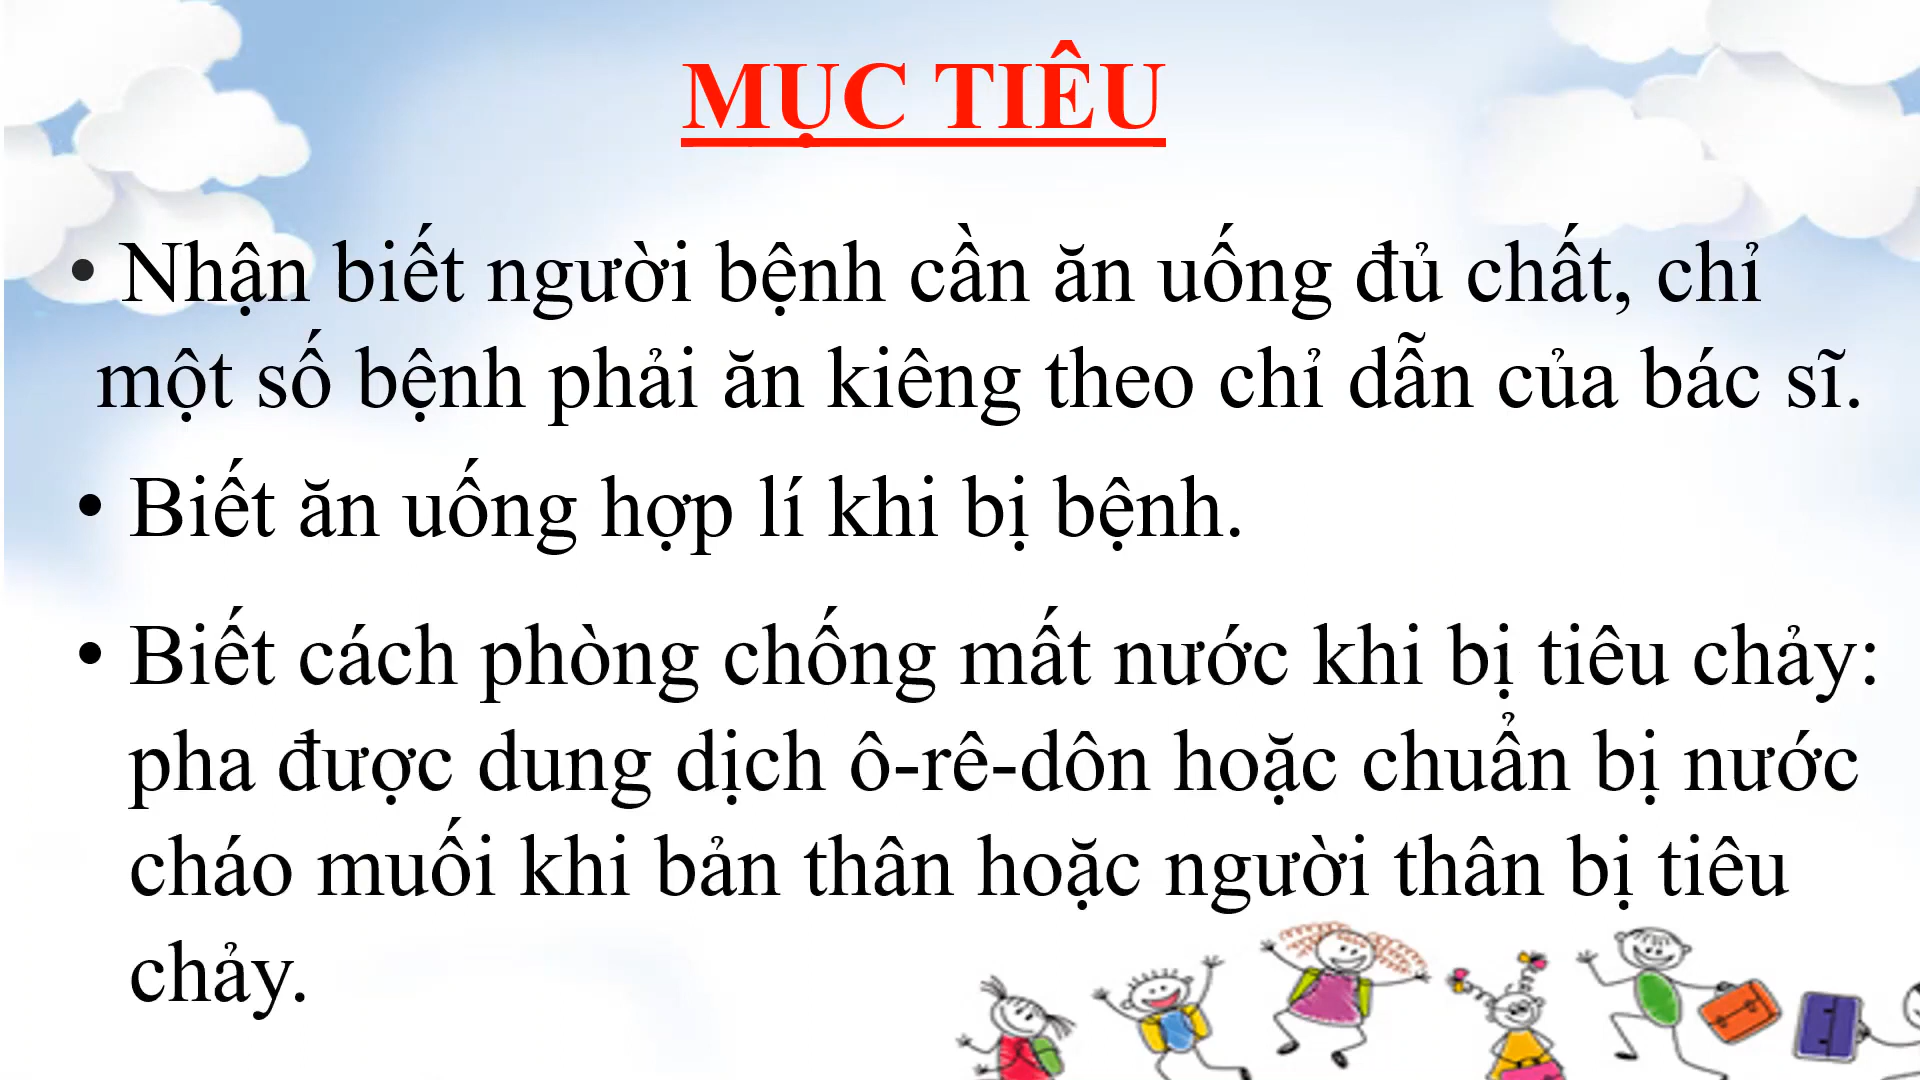 MỤC TIÊU
• Nhận biết người bệnh cần ăn uống đủ chất, chỉ
một số bệnh phải ăn kiêng theo chỉ dẫn của bác sĩ.
• Biết ăn uống hợp lí khi bị bệnh.
• Biết cách phòng chống mất nước khi bị tiêu chảy:
pha được dung dịch ô-rê-dôn hoặc chuẩn bị nước
cháo muối khi bản thân hoặc người thân bị tiêu
chảy.